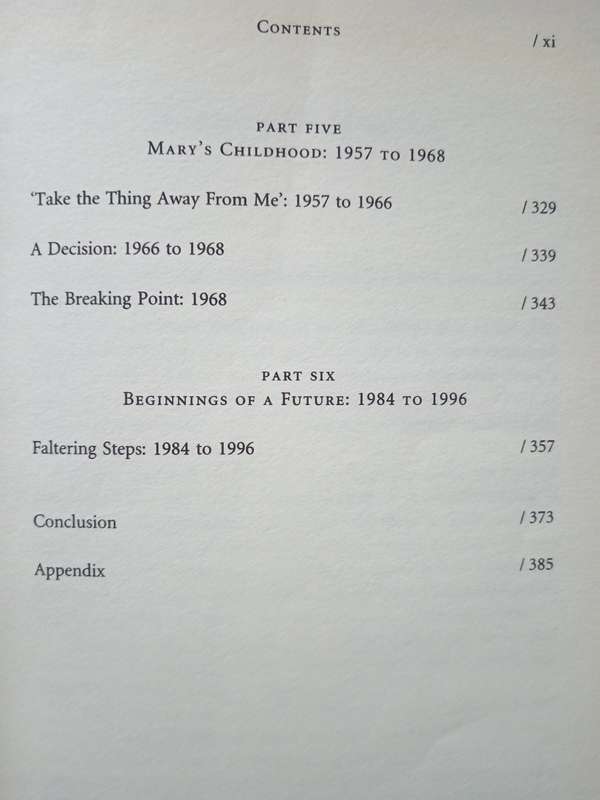 Contents
/ xi
PART FIVE
Mary's Childhood: 1957 to 1968
‘Take the Thing Away From Me’: 1957 to 1966 / 329
A Decision: 1966 to 1968 / 339
The Breaking Point: 1968 / 343
PART SIX
Beginnings of a Future: 1984 to 1996
Faltering Steps: 1984 to 1996 / 357
Conclusion / 373
Appendix / 385